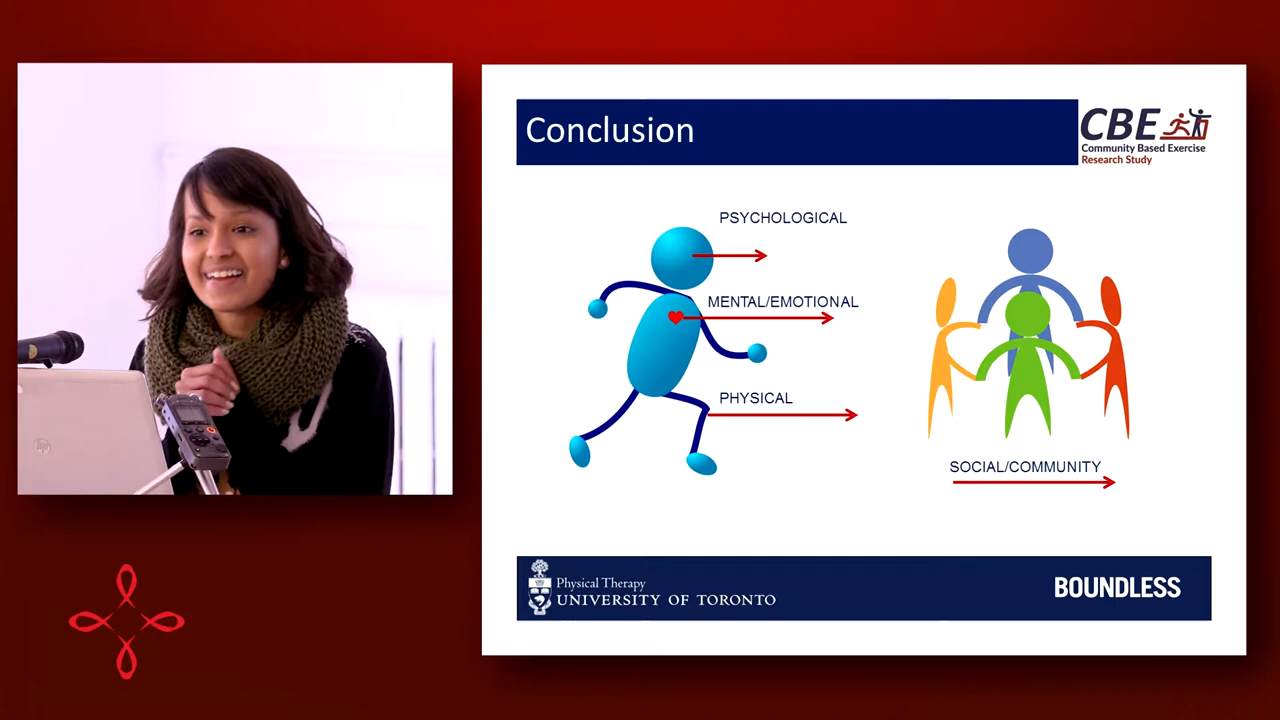 Conclusion
CBE
Community Based Exercise
Research Study
PSYCHOLOGICAL
MENTAL/EMOTIONAL
PHYSICAL
SOCIAL/COMMUNITY
Physical Therapy
UNIVERSITY OF TORONTO
BOUNDLESS
hp